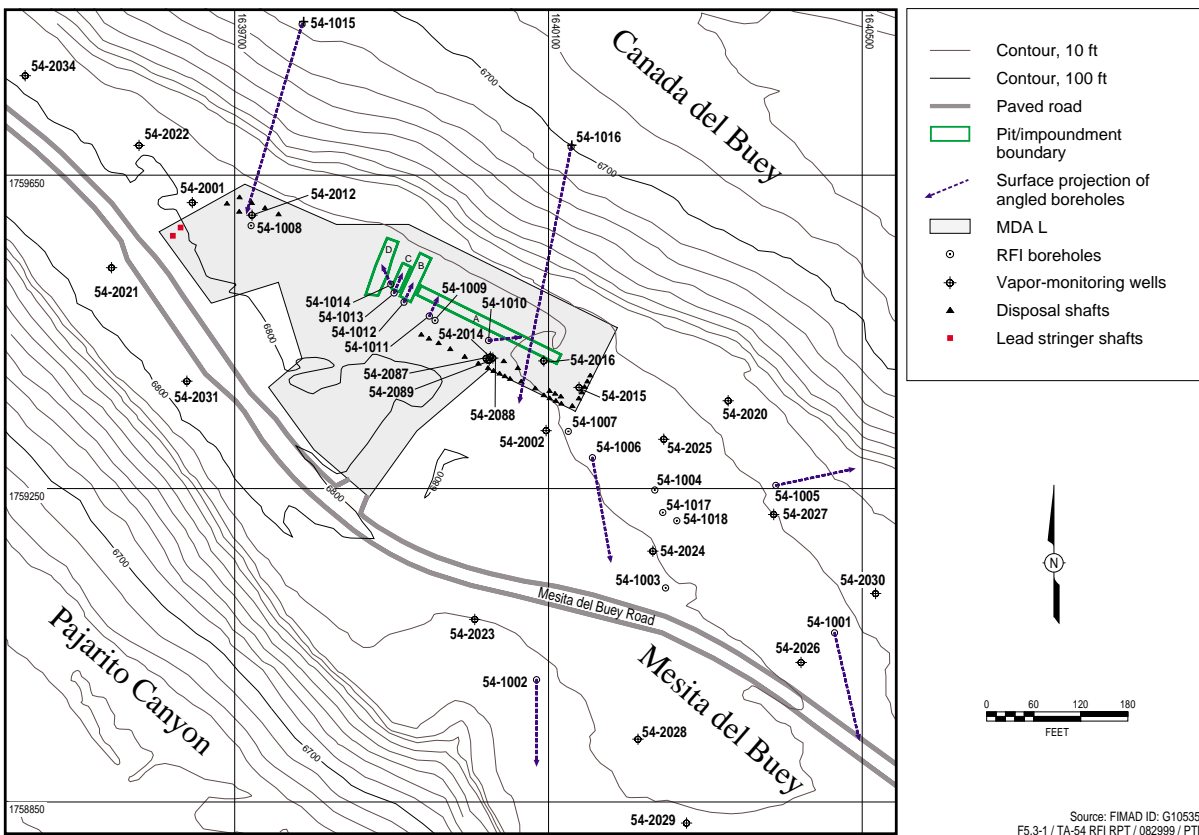 1639700
1640100
1640500
54-1015
54-2034
6700
Canada del Buey
54-2022
54-1016
6700
1759650
54-2001
54-2012
54-1008
D
C
B
54-2021
54-1014
54-1009
54-1013
54-1010
A
54-1012
54-2014
54-1011
6800
54-2016
54-2087
54-2089
54-2015
6800
54-2031
54-2088
54-2020
54-1007
54-2002
54-2025
54-1006
6800
6800
1759250
54-1004
54-1005
54-1017
54-1018
54-2027
54-2024
54-1003
54-2030
Mesita del Buey Road
6700
54-2023
54-1001
54-2026
Pajarito Canyon
54-1002
Mesita del Buey
54-2028
6700
1758850
54-2029
Contour, 10 ft
Contour, 100 ft
Paved road
Pit/impoundment
boundary
Surface projection of
angled boreholes
MDA L
RFI boreholes
Vapor-monitoring wells
Disposal shafts
Lead stringer shafts
N
0 60 120 180
FEET
Source: FIMAD ID: G10535
F5.3-1 / TA-54 RFI RPT / 082999 / PTM